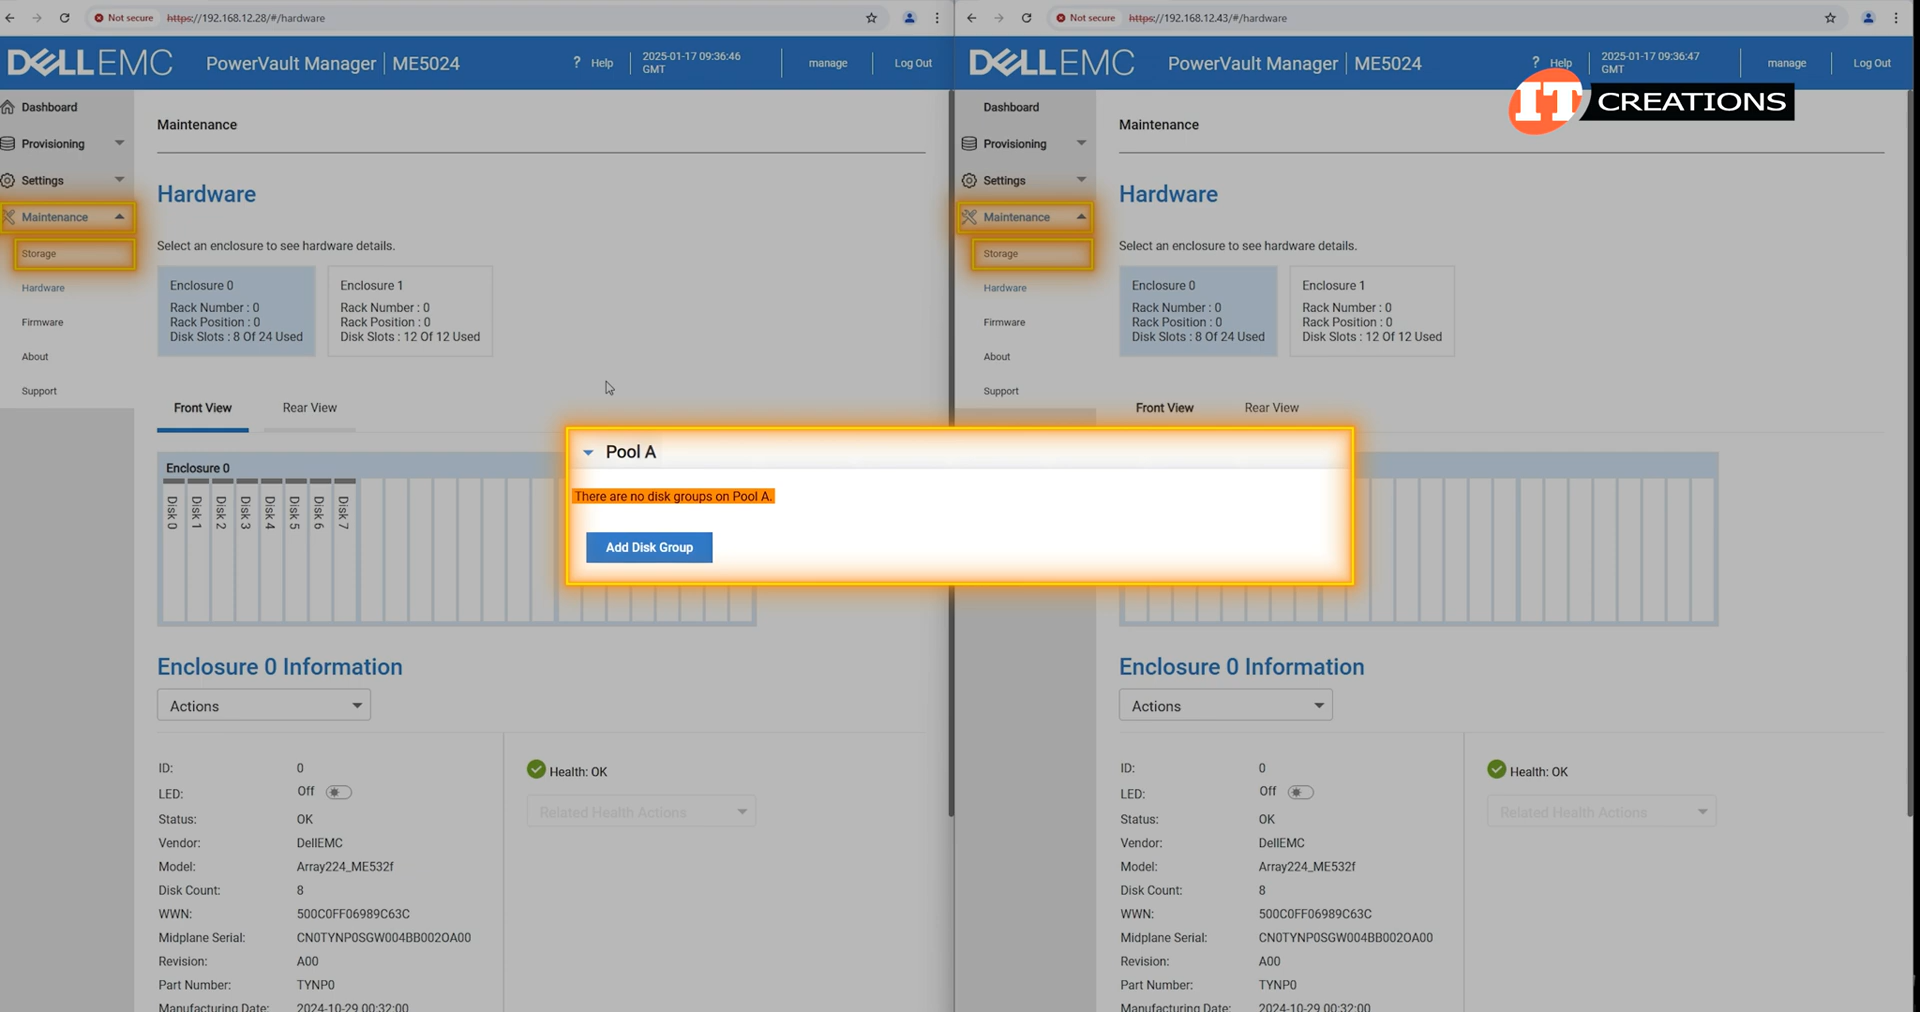 Not secure https://192.168.12.28/#/hardware
DELLEMC PowerVault Manager ME5024 ? Help 2025-01-17 09:36:46 GMT manage Log Out
Dashboard
Provisioning
Settings
Maintenance
Storage
Hardware
Firmware
About
Support
Maintenance
Hardware
Select an enclosure to see hardware details.
Enclosure 0
Rack Number : 0
Rack Position : 0
Disk Slots : 8 Of 24 Used
Enclosure 1
Rack Number : 0
Rack Position : 0
Disk Slots : 12 Of 12 Used
Front View Rear View
Enclosure 0
Disk 0
Disk 1
Disk 2
Disk 3
Disk 4
Disk 5
Disk 6
Disk 7
Enclosure 0 Information
Actions
ID: 0
LED: Off
Status: OK
Vendor: DellEMC
Model: Array224_ME532f
Disk Count: 8
WWN: 500C0FF06989C63C
Midplane Serial: CN0TYNP0SGW004BB002OA00
Revision: A00
Part Number: TYNP0
Manufacturing Date: 2024-10-29 00:32:00
Health: OK
Related Health Actions
Pool A
There are no disk groups on Pool A.
Add Disk Group
Not secure https://192.168.12.43/#/hardware
DELLEMC PowerVault Manager ME5024 ? Help 2025-01-17 09:36:47 GMT manage Log Out
IT CREATIONS
Dashboard
Provisioning
Settings
Maintenance
Storage
Hardware
Firmware
About
Support
Maintenance
Hardware
Select an enclosure to see hardware details.
Enclosure 0
Rack Number : 0
Rack Position : 0
Disk Slots : 8 Of 24 Used
Enclosure 1
Rack Number : 0
Rack Position : 0
Disk Slots : 12 Of 12 Used
Front View Rear View
Enclosure 0 Information
Actions
ID: 0
LED: Off
Status: OK
Vendor: DellEMC
Model: Array224_ME532f
Disk Count: 8
WWN: 500C0FF06989C63C
Midplane Serial: CN0TYNP0SGW004BB002OA00
Revision: A00
Part Number: TYNP0
Manufacturing Date: 2024-10-29 00:32:00
Health: OK
Related Health Actions